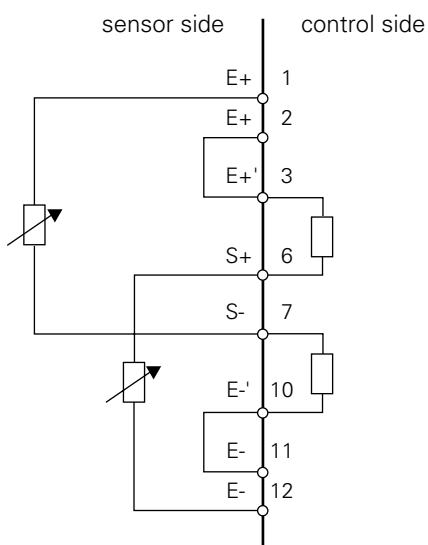 sensor side control side
E+ 1
E+ 2
E+' 3
S+ 6
S- 7
E-' 10
E- 11
E- 12